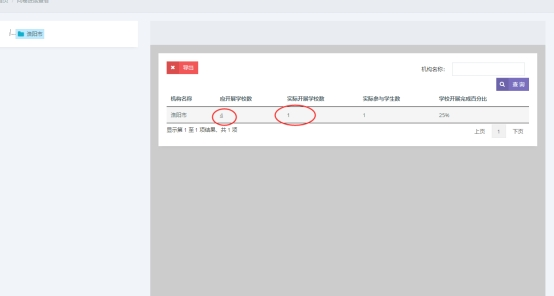 洛阳市
导出
机构名称:
查询
机构名称 应开展学校数 实际开展学校数 实际参与学生数 学校开展完成百分比
洛阳市 4 1 1 25%
显示第 1 至 1 项结果，共 1 项
上页 1 下页